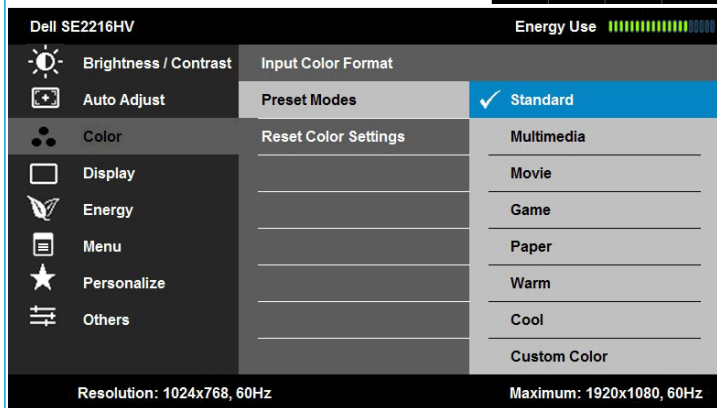 Dell SE2216HV Energy Use
Brightness / Contrast Input Color Format
Auto Adjust Preset Modes Standard
Color Reset Color Settings Multimedia
Display Movie
Energy Game
Menu Paper
Personalize Warm
Others Cool
Custom Color
Resolution: 1024x768, 60Hz Maximum: 1920x1080, 60Hz